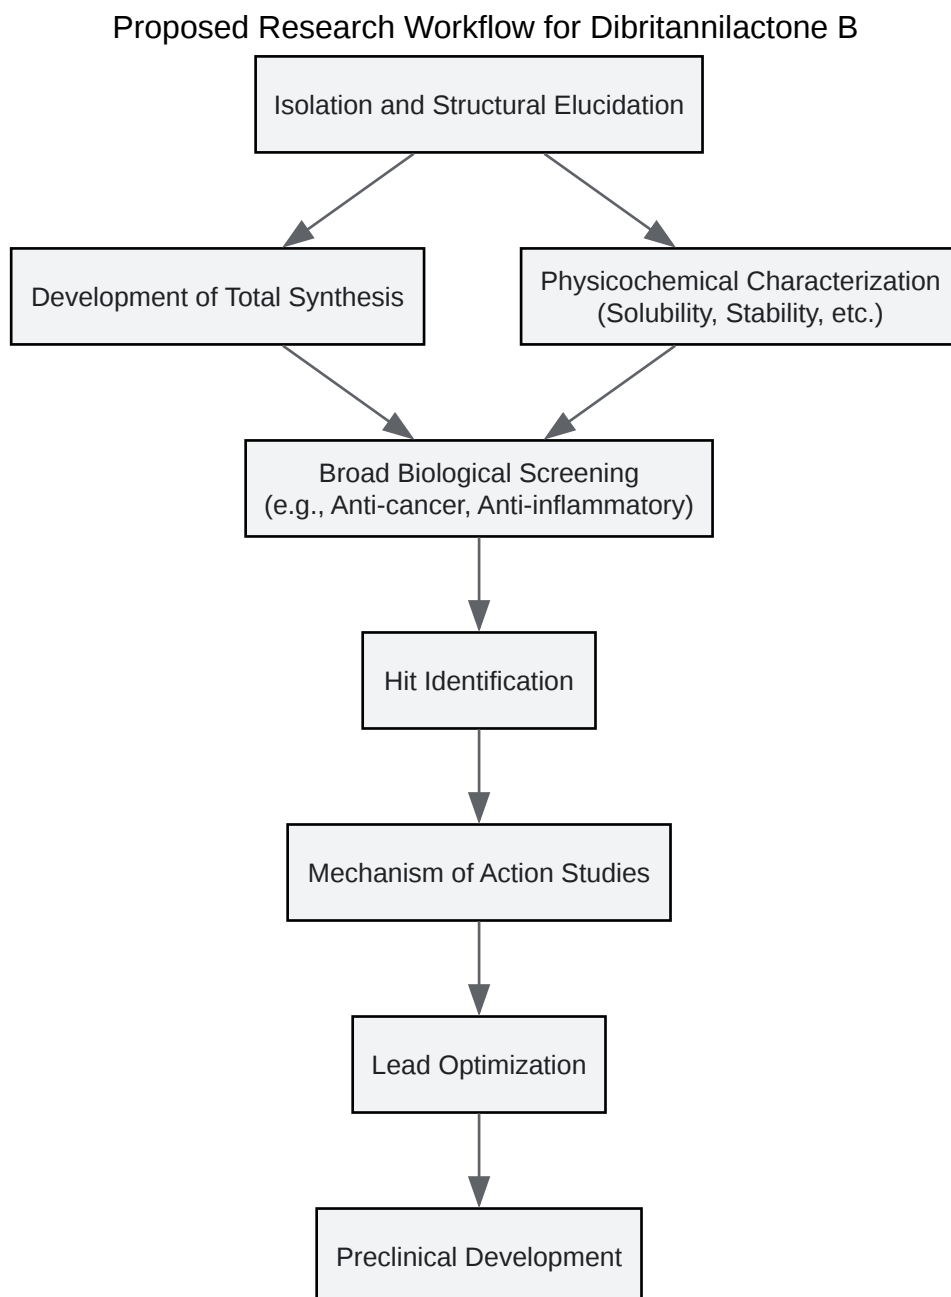 Proposed Research Workflow for Dibritannilactone B
Isolation and Structural Elucidation
Development of Total Synthesis
Physicochemical Characterization
(Solubility, Stability, etc.)
Broad Biological Screening
(e.g., Anti-cancer, Anti-inflammatory)
Hit Identification
Mechanism of Action Studies
Lead Optimization
Preclinical Development